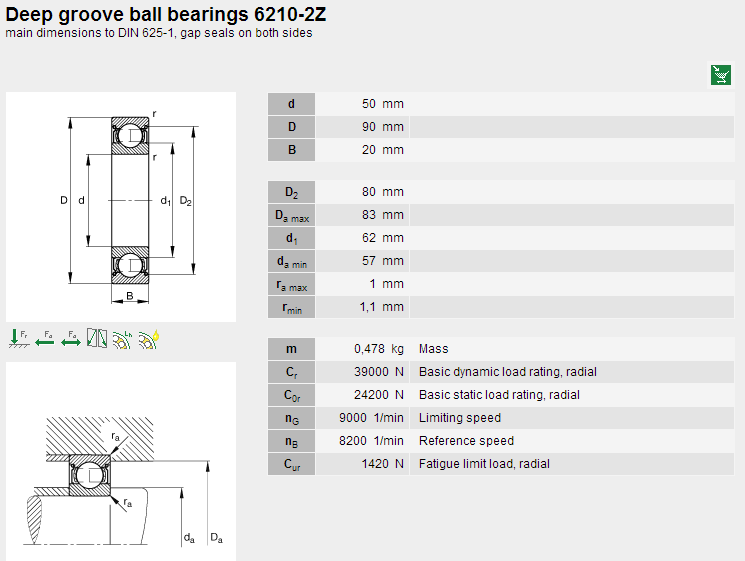 Deep groove ball bearings 6210-2Z
main dimensions to DIN 625-1, gap seals on both sides
r
r
D d d1 D2
B
Fr Fa Fa Lh
ra
ra
da Da
d 50 mm
D 90 mm
B 20 mm
D2 80 mm
Da max 83 mm
d1 62 mm
da min 57 mm
ra max 1 mm
rmin 1,1 mm
m 0,478 kg Mass
Cr 39000 N Basic dynamic load rating, radial
C0r 24200 N Basic static load rating, radial
nG 9000 1/min Limiting speed
nB 8200 1/min Reference speed
Cur 1420 N Fatigue limit load, radial